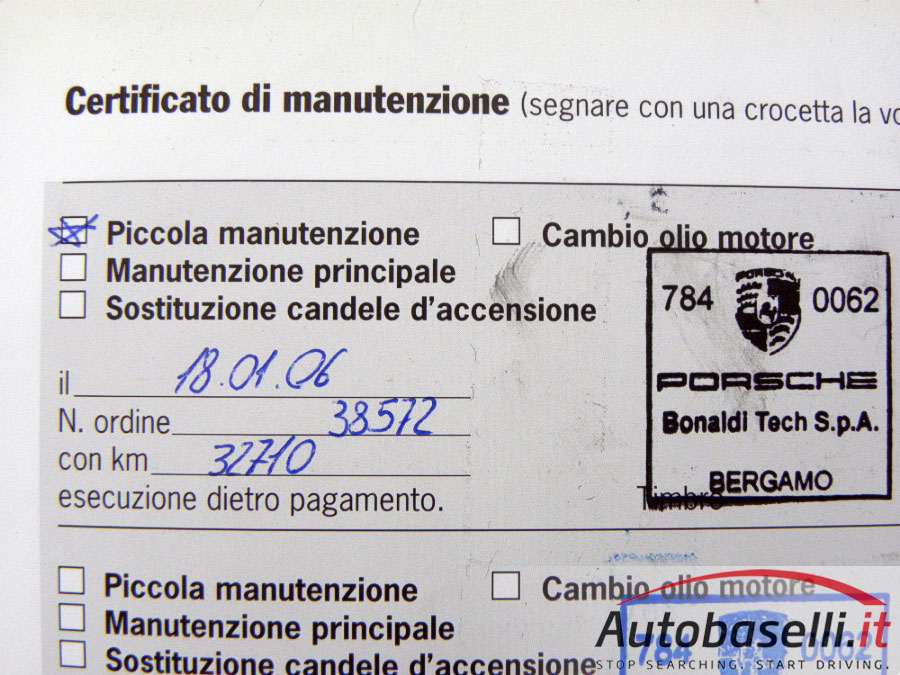 Certificato di manutenzione (segnare con una crocetta la vo
Piccola manutenzione
Cambio olio motore
Manutenzione principale
Sostituzione candele d'accensione
784 0062
PORSCHE
Bonaldi Tech S.p.A.
BERGAMO
Timbro
il 18.01.06
N. ordine 38572
con km 32710
esecuzione dietro pagamento.
Piccola manutenzione
Cambio olio motore
Manutenzione principale
Sostituzione candele d'accensione
784 0062
Autobaselli.it
STOP SEARCHING. START DRIVING.